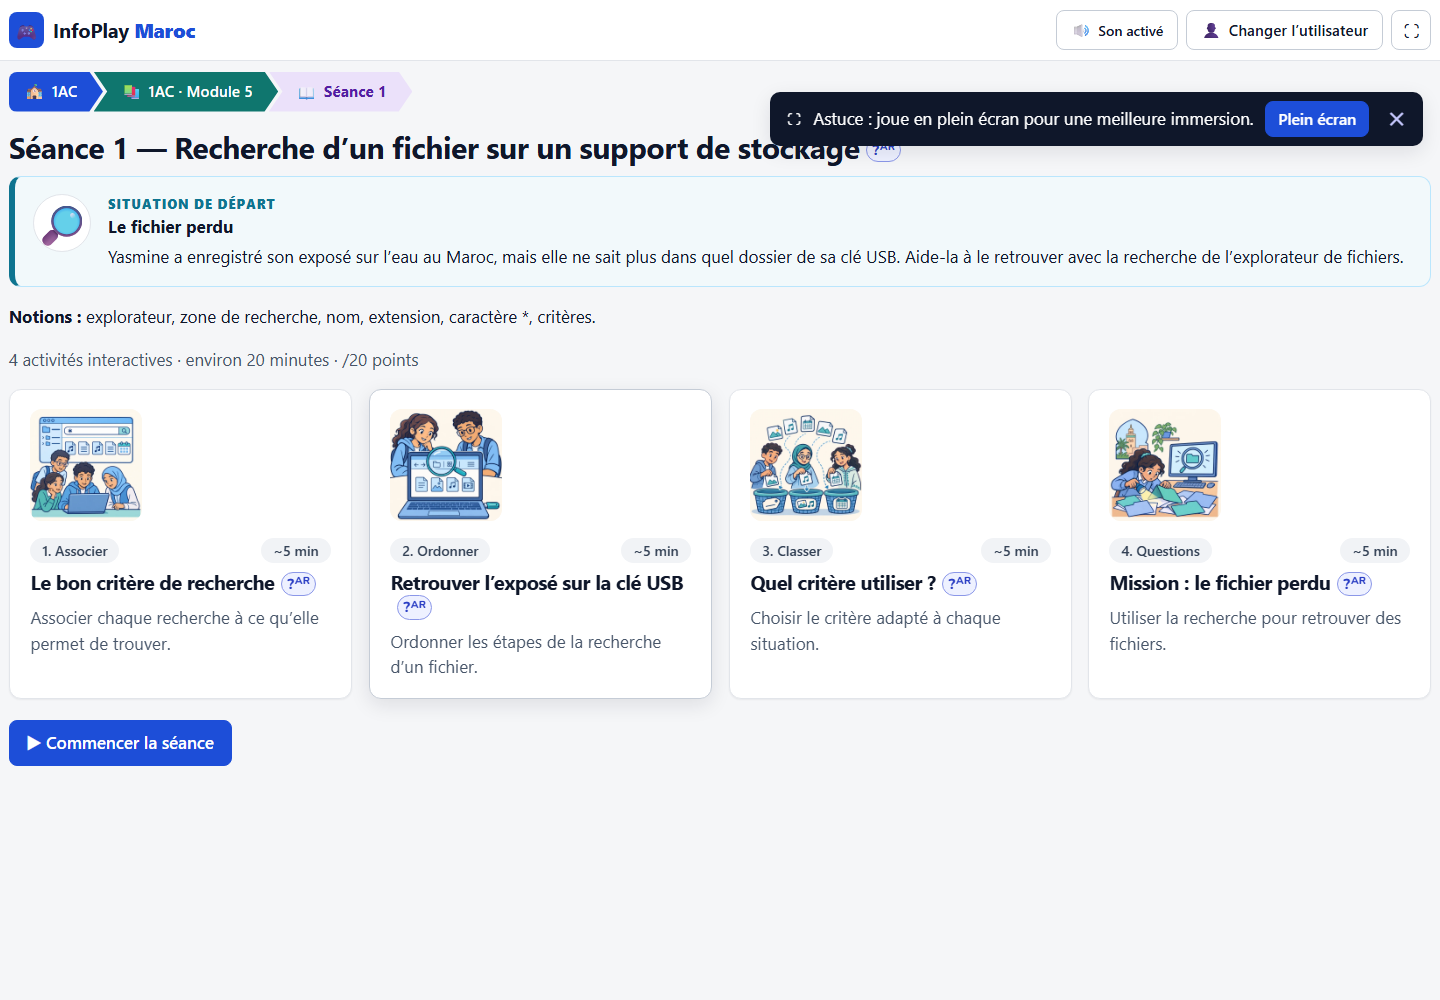 InfoPlay Maroc
Son activé
Changer l’utilisateur
1AC
1AC · Module 5
Séance 1
Astuce : joue en plein écran pour une meilleure immersion.
Plein écran
Séance 1 — Recherche d’un fichier sur un support de stockage ?AR
SITUATION DE DÉPART
Le fichier perdu
Yasmine a enregistré son exposé sur l’eau au Maroc, mais elle ne sait plus dans quel dossier de sa clé USB. Aide-la à le retrouver avec la recherche de l’explorateur de fichiers.
Notions : explorateur, zone de recherche, nom, extension, caractère *, critères.
4 activités interactives · environ 20 minutes · /20 points
1. Associer
~5 min
Le bon critère de recherche ?AR
Associer chaque recherche à ce qu’elle
permet de trouver.
2. Ordonner
~5 min
Retrouver l’exposé sur la clé USB
?AR
Ordonner les étapes de la recherche
d’un fichier.
3. Classer
~5 min
Quel critère utiliser ? ?AR
Choisir le critère adapté à chaque
situation.
4. Questions
~5 min
Mission : le fichier perdu ?AR
Utiliser la recherche pour retrouver des
fichiers.
▶ Commencer la séance